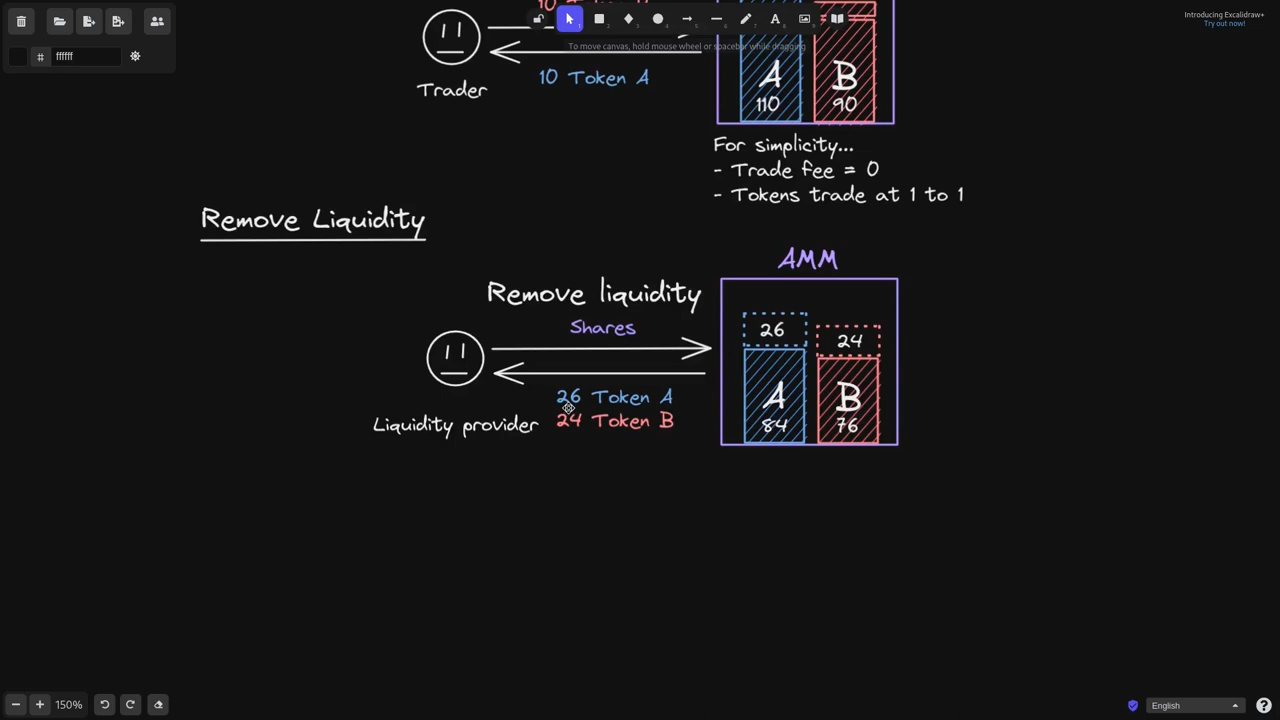 Introducing Excalidraw+
Try out now!
# ffffff
To move canvas, hold mouse wheel or spacebar while dragging
10 Token A
Trader
A
110
B
90
For simplicity...
- Trade fee = 0
- Tokens trade at 1 to 1
Remove Liquidity
AMM
Remove liquidity
Shares
26
24
26 Token A
24 Token B
A
84
B
76
Liquidity provider
150%
English